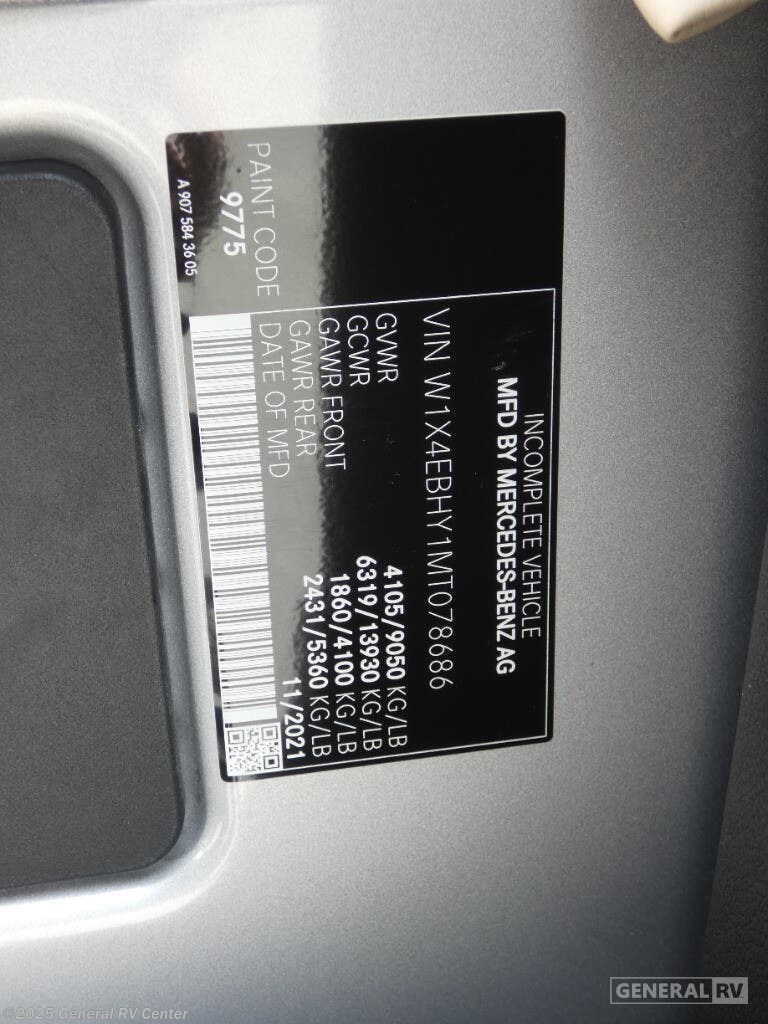 INCOMPLETE VEHICLE
MFD BY MERCEDES-BENZ AG
VIN W1X4EBHY1MT078686
GVWR 4105/9050 KG/LB
GCWR 6319/13930 KG/LB
GAWR FRONT 1860/4100 KG/LB
GAWR REAR 2431/5360 KG/LB
DATE OF MFD 11/2021
PAINT CODE
9775
A 907 584 36 05
©2025 General RV Center
GENERAL RV